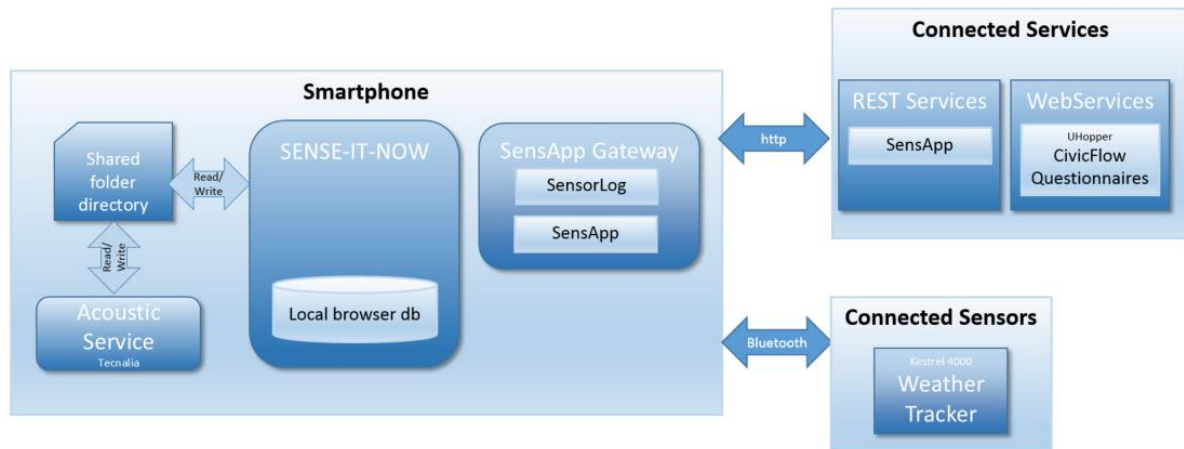 Smartphone
Shared
folder
directory
Read/
Write
Read/
Write
Acoustic
Service
Tecnalia
SENSE-IT-NOW
Local browser db
SensApp Gateway
SensorLog
SensApp
http
Bluetooth
Connected Services
REST Services
SensApp
WebServices
UHopper
CivicFlow
Questionnaires
Connected Sensors
Kestrel 4000
Weather
Tracker